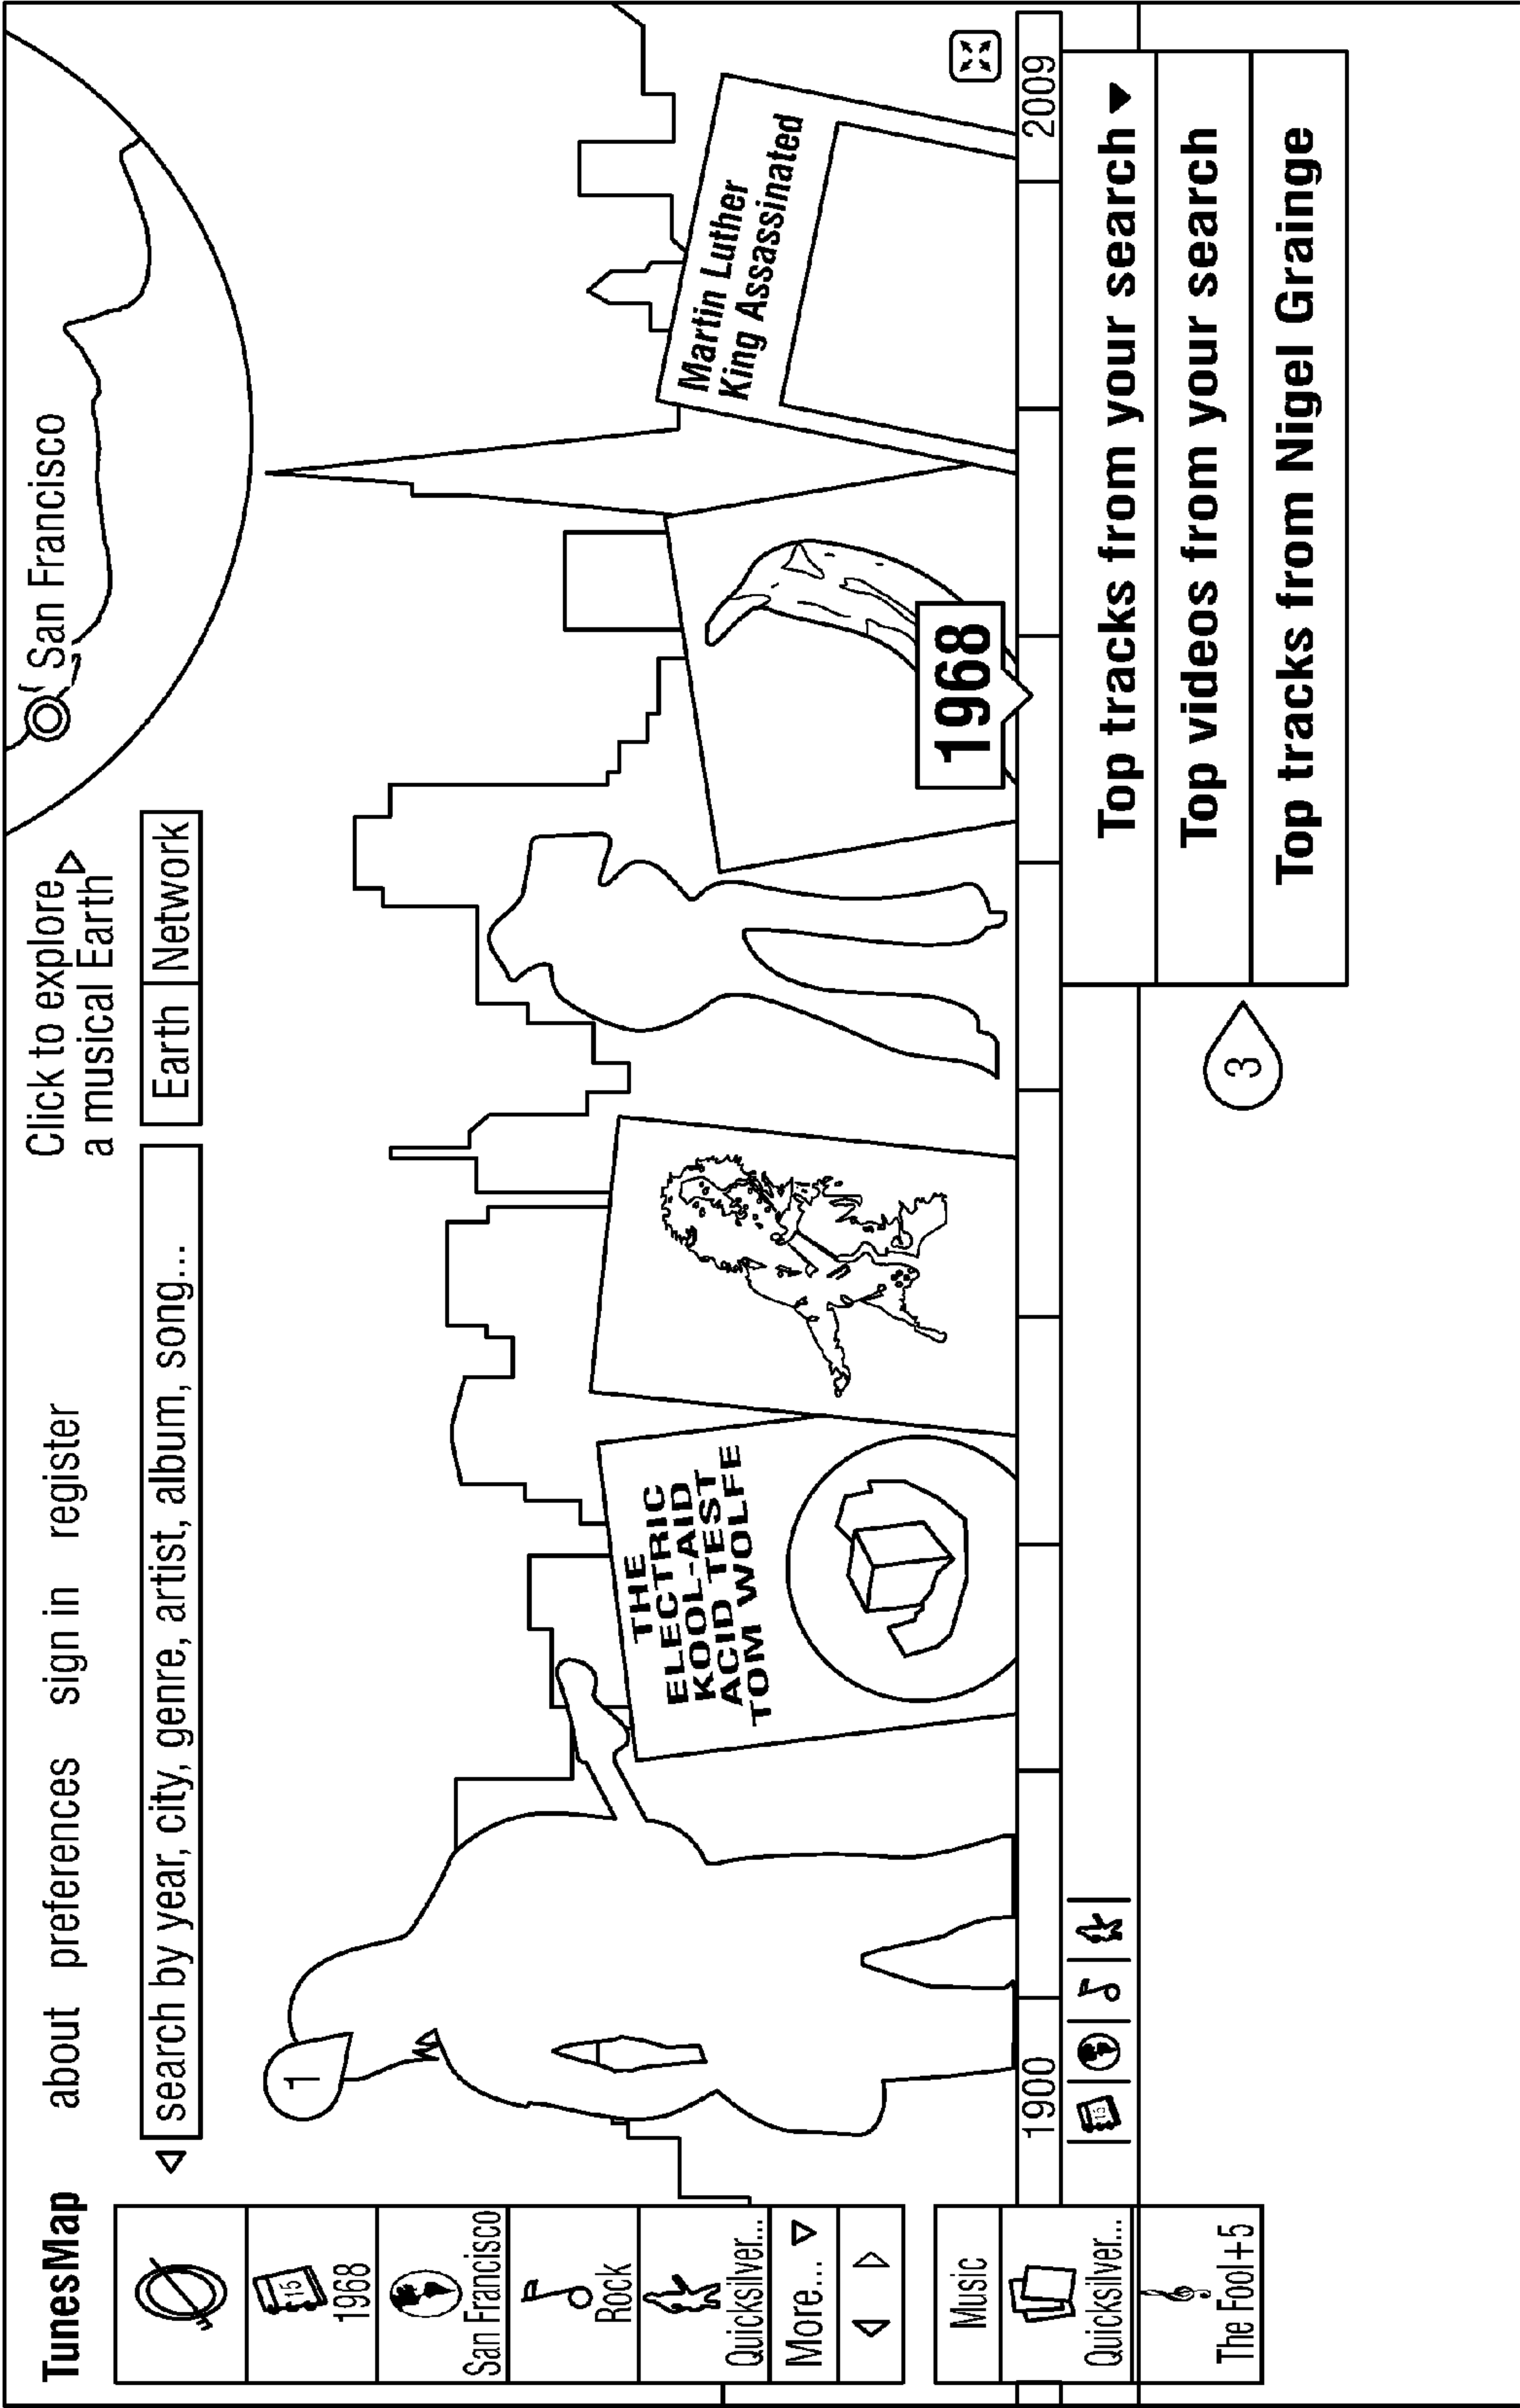 TunesMap
about preferences sign in register
Click to explore
a musical Earth
San Francisco
search by year, city, genre, artist, album, song...
Earth
Network
15
1968
San Francisco
Rock
Quicksilver...
More...
Music
Quicksilver...
The Fool+5
1
THE
ELECTRIC
KOOL-AID
ACID TEST
TOM WOLFE
Martin Luther
King Assassinated
1968
1900
2009
15
Top tracks from your search
Top videos from your search
Top tracks from Nigel Grainge
3